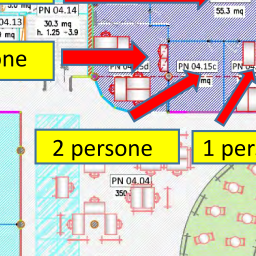 PN 04.14
04.13
30.3 mq
h. 1.25 -3.9
mq
55.3 mq
one
PN 04.15c
mq
2 persone
1 per
PN 04.04
350